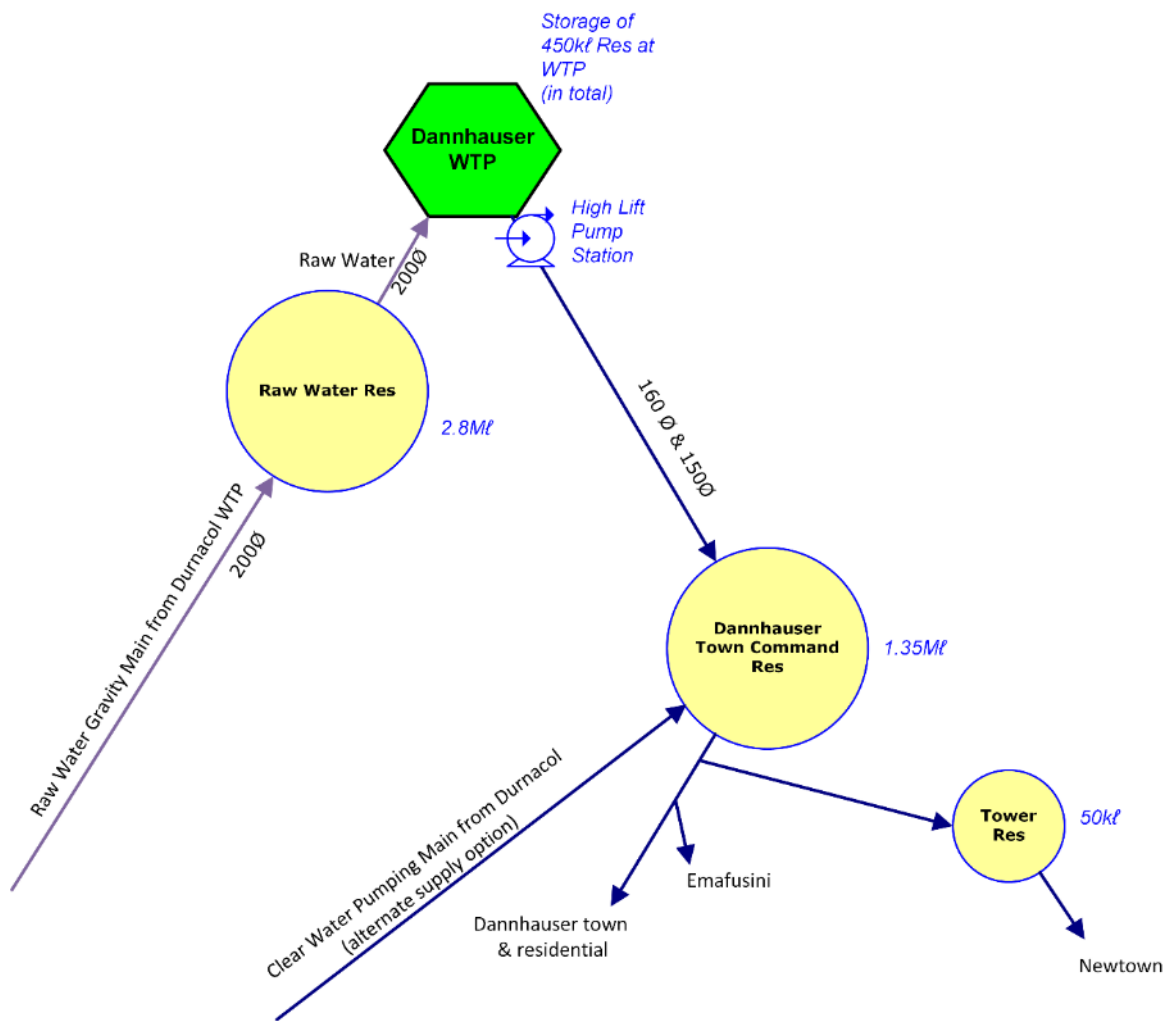 Storage of
450kℓ Res at
WTP
(in total)
Dannhauser
WTP
High Lift
Pump
Station
Raw Water
200Ø
Raw Water Res
2.8Mℓ
160 Ø & 150Ø
Raw Water Gravity Main from Durnacol WTP
200Ø
Dannhauser
Town Command
Res
1.35Mℓ
Clear Water Pumping Main from Durnacol
(alternate supply option)
Tower
Res
50kℓ
Emafusini
Dannhauser town
& residential
Newtown